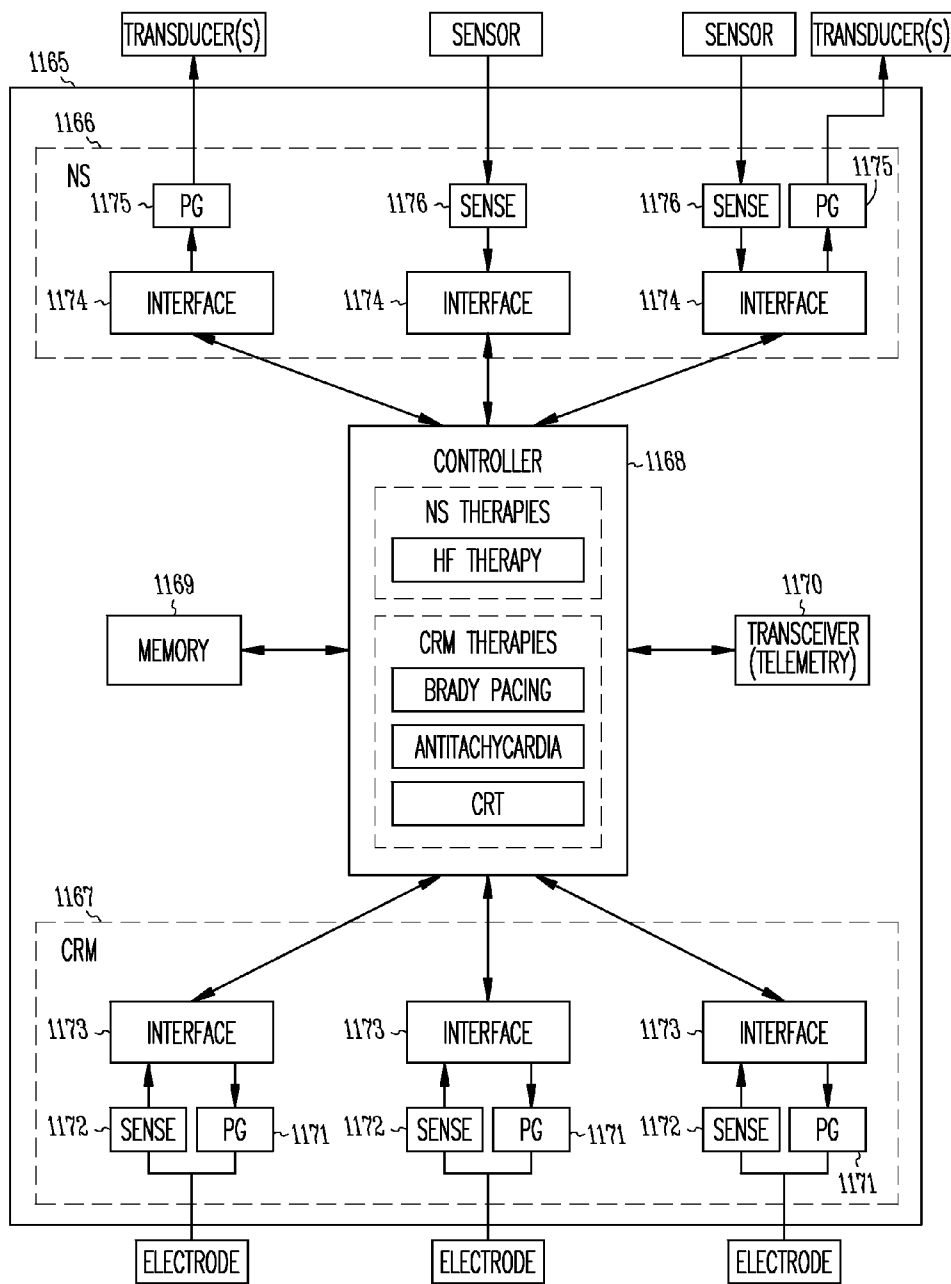 TRANSDUCER(S)
SENSOR
SENSOR
TRANSDUCER(S)
1165
1166
NS
1175
PG
1176
SENSE
1176
SENSE
PG
1175
1174
INTERFACE
1174
INTERFACE
1174
INTERFACE
CONTROLLER
1168
NS THERAPIES
HF THERAPY
1169
MEMORY
1170
TRANSCEIVER
(TELEMETRY)
CRM THERAPIES
BRADY PACING
ANTITACHYCARDIA
CRT
1167
CRM
1173
INTERFACE
1173
INTERFACE
1173
INTERFACE
1172
SENSE
PG
1171
1172
SENSE
PG
1171
1172
SENSE
PG
1171
ELECTRODE
ELECTRODE
ELECTRODE